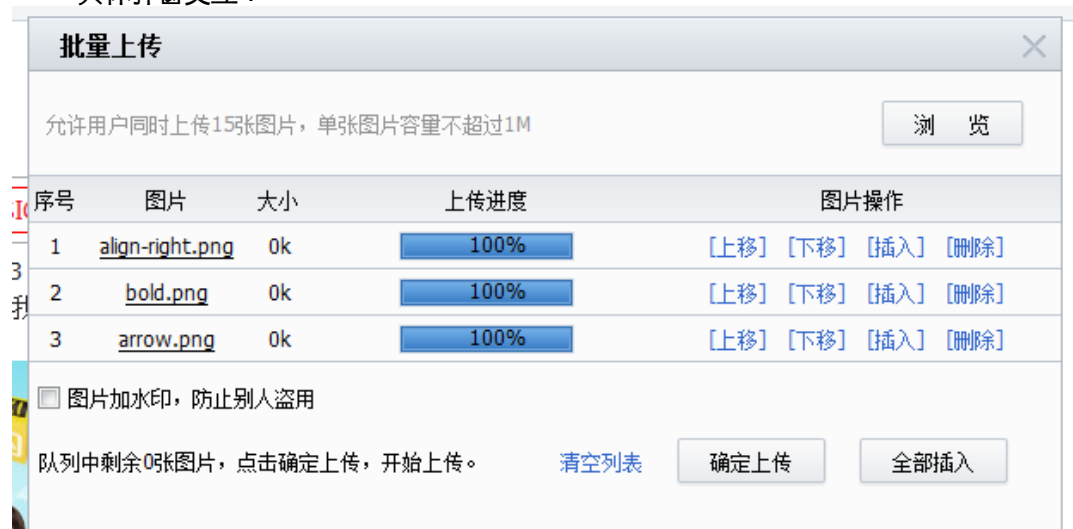 批量上传
允许用户同时上传15张图片，单张图片容量不超过1M
浏 览
序号 图片 大小 上传进度 图片操作
1 align-right.png 0k 100% [上移] [下移] [插入] [删除]
2 bold.png 0k 100% [上移] [下移] [插入] [删除]
3 arrow.png 0k 100% [上移] [下移] [插入] [删除]
图片加水印，防止别人盗用
队列中剩余0张图片，点击确定上传，开始上传。 清空列表 确定上传 全部插入